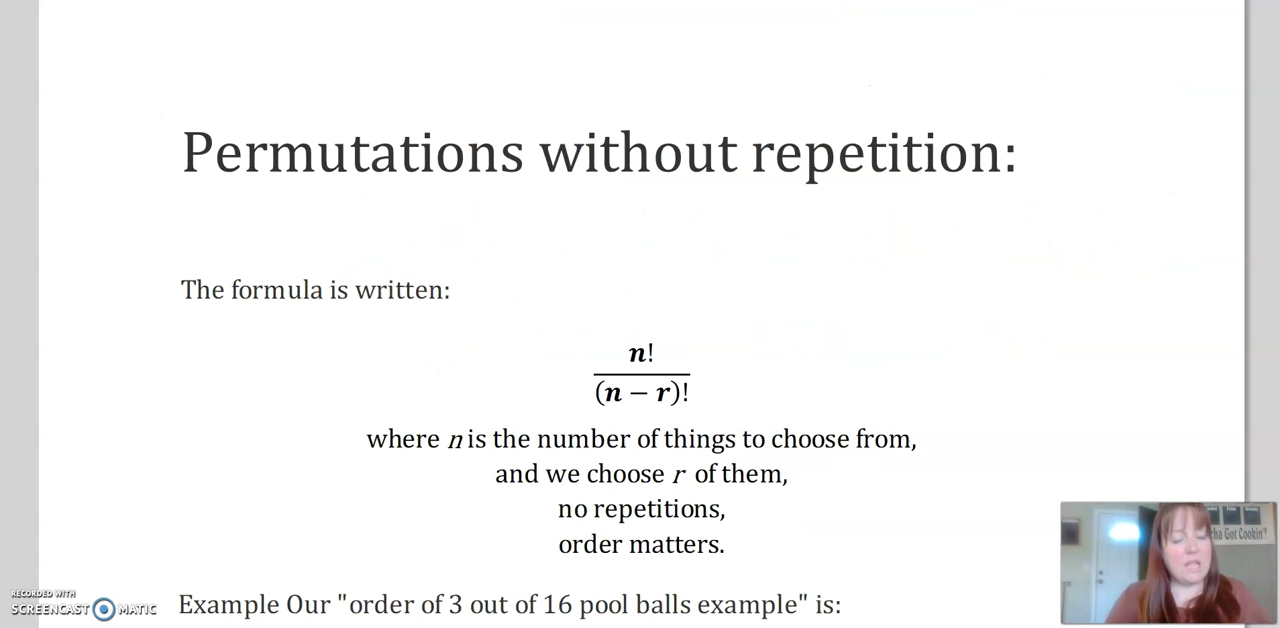 Permutations without repetition:
The formula is written:
n!
(n − r)!
where n is the number of things to choose from,
and we choose r of them,
no repetitions,
order matters.
Example Our "order of 3 out of 16 pool balls example" is:
RECORDED WITH
SCREENCAST MATIC
Got Cookin'?